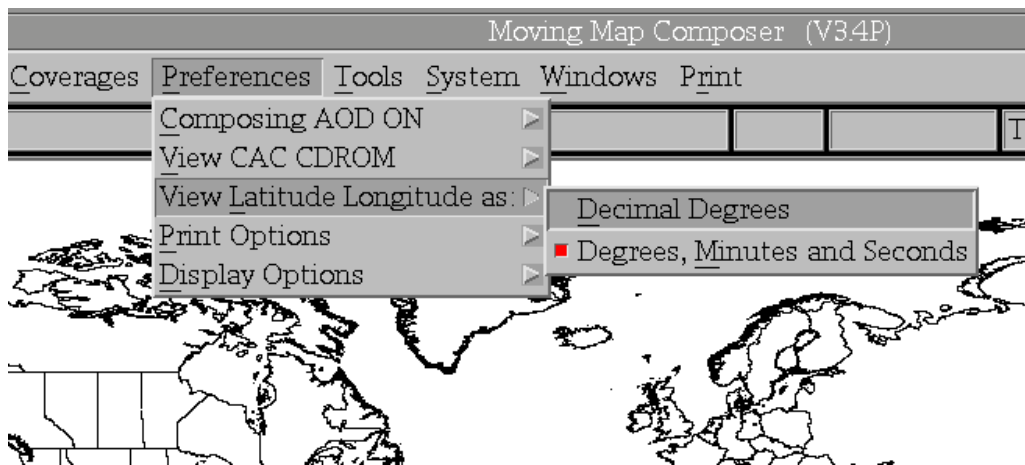 Moving Map Composer (V3.4P)
Coverages Preferences Tools System Windows Print
Composing AOD ON
T
View CAC CDROM
View Latitude Longitude as:
Decimal Degrees
Print Options
Degrees, Minutes and Seconds
Display Options